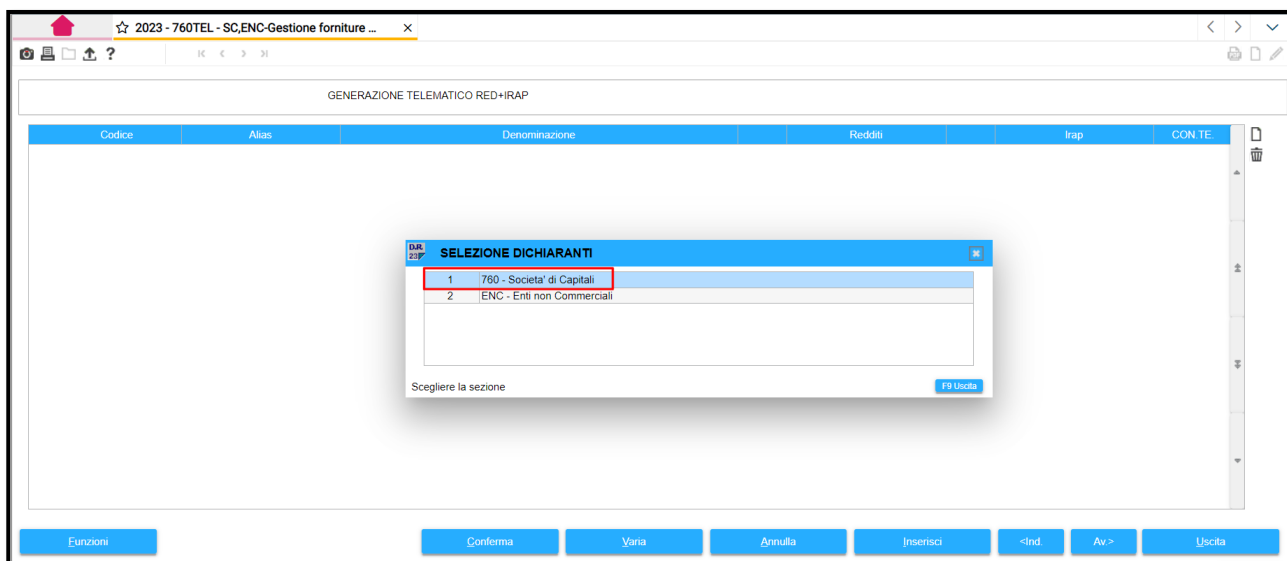 2023 - 760TEL - SC,ENC-Gestione forniture ...
?
GENERAZIONE TELEMATICO RED+IRAP
Codice Alias Denominazione Redditi Irap CON.TE.
D.R. 23 SELEZIONE DICHIARANTI
1 760 - Societa' di Capitali
2 ENC - Enti non Commerciali
Scegliere la sezione F9 Uscita
Funzioni Conferma Varia Annulla Inserisci <Ind. Av.> Uscita